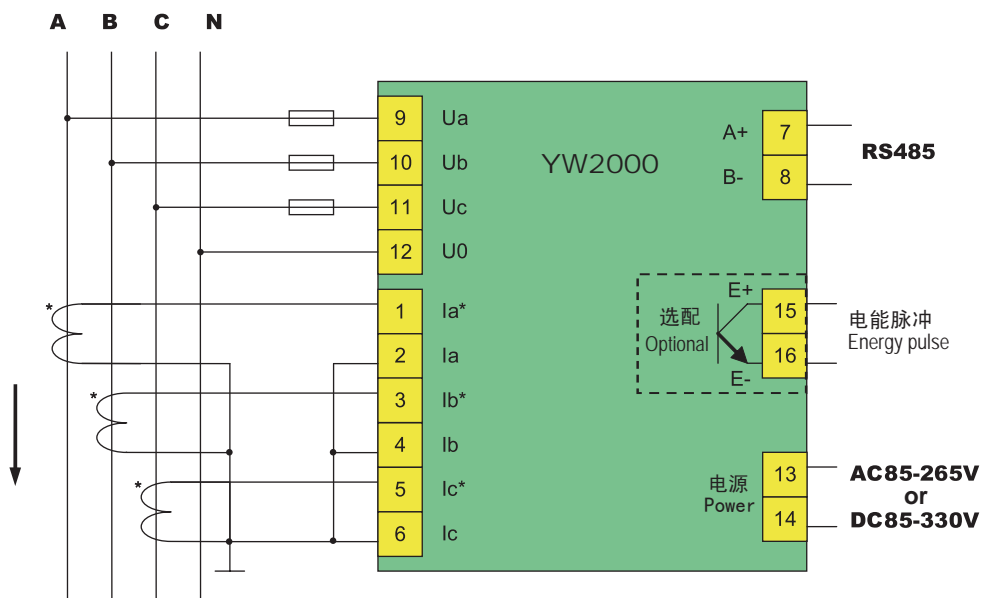 A B C N
9 Ua
10 Ub
11 Uc
12 U0
YW2000
A+ 7
B- 8
RS485
* 1 Ia*
2 Ia
* 3 Ib*
4 Ib
* 5 Ic*
6 Ic
选配
Optional
E+ 15
16
E-
电能脉冲
Energy pulse
电源
Power
13
14
AC85-265V
or
DC85-330V